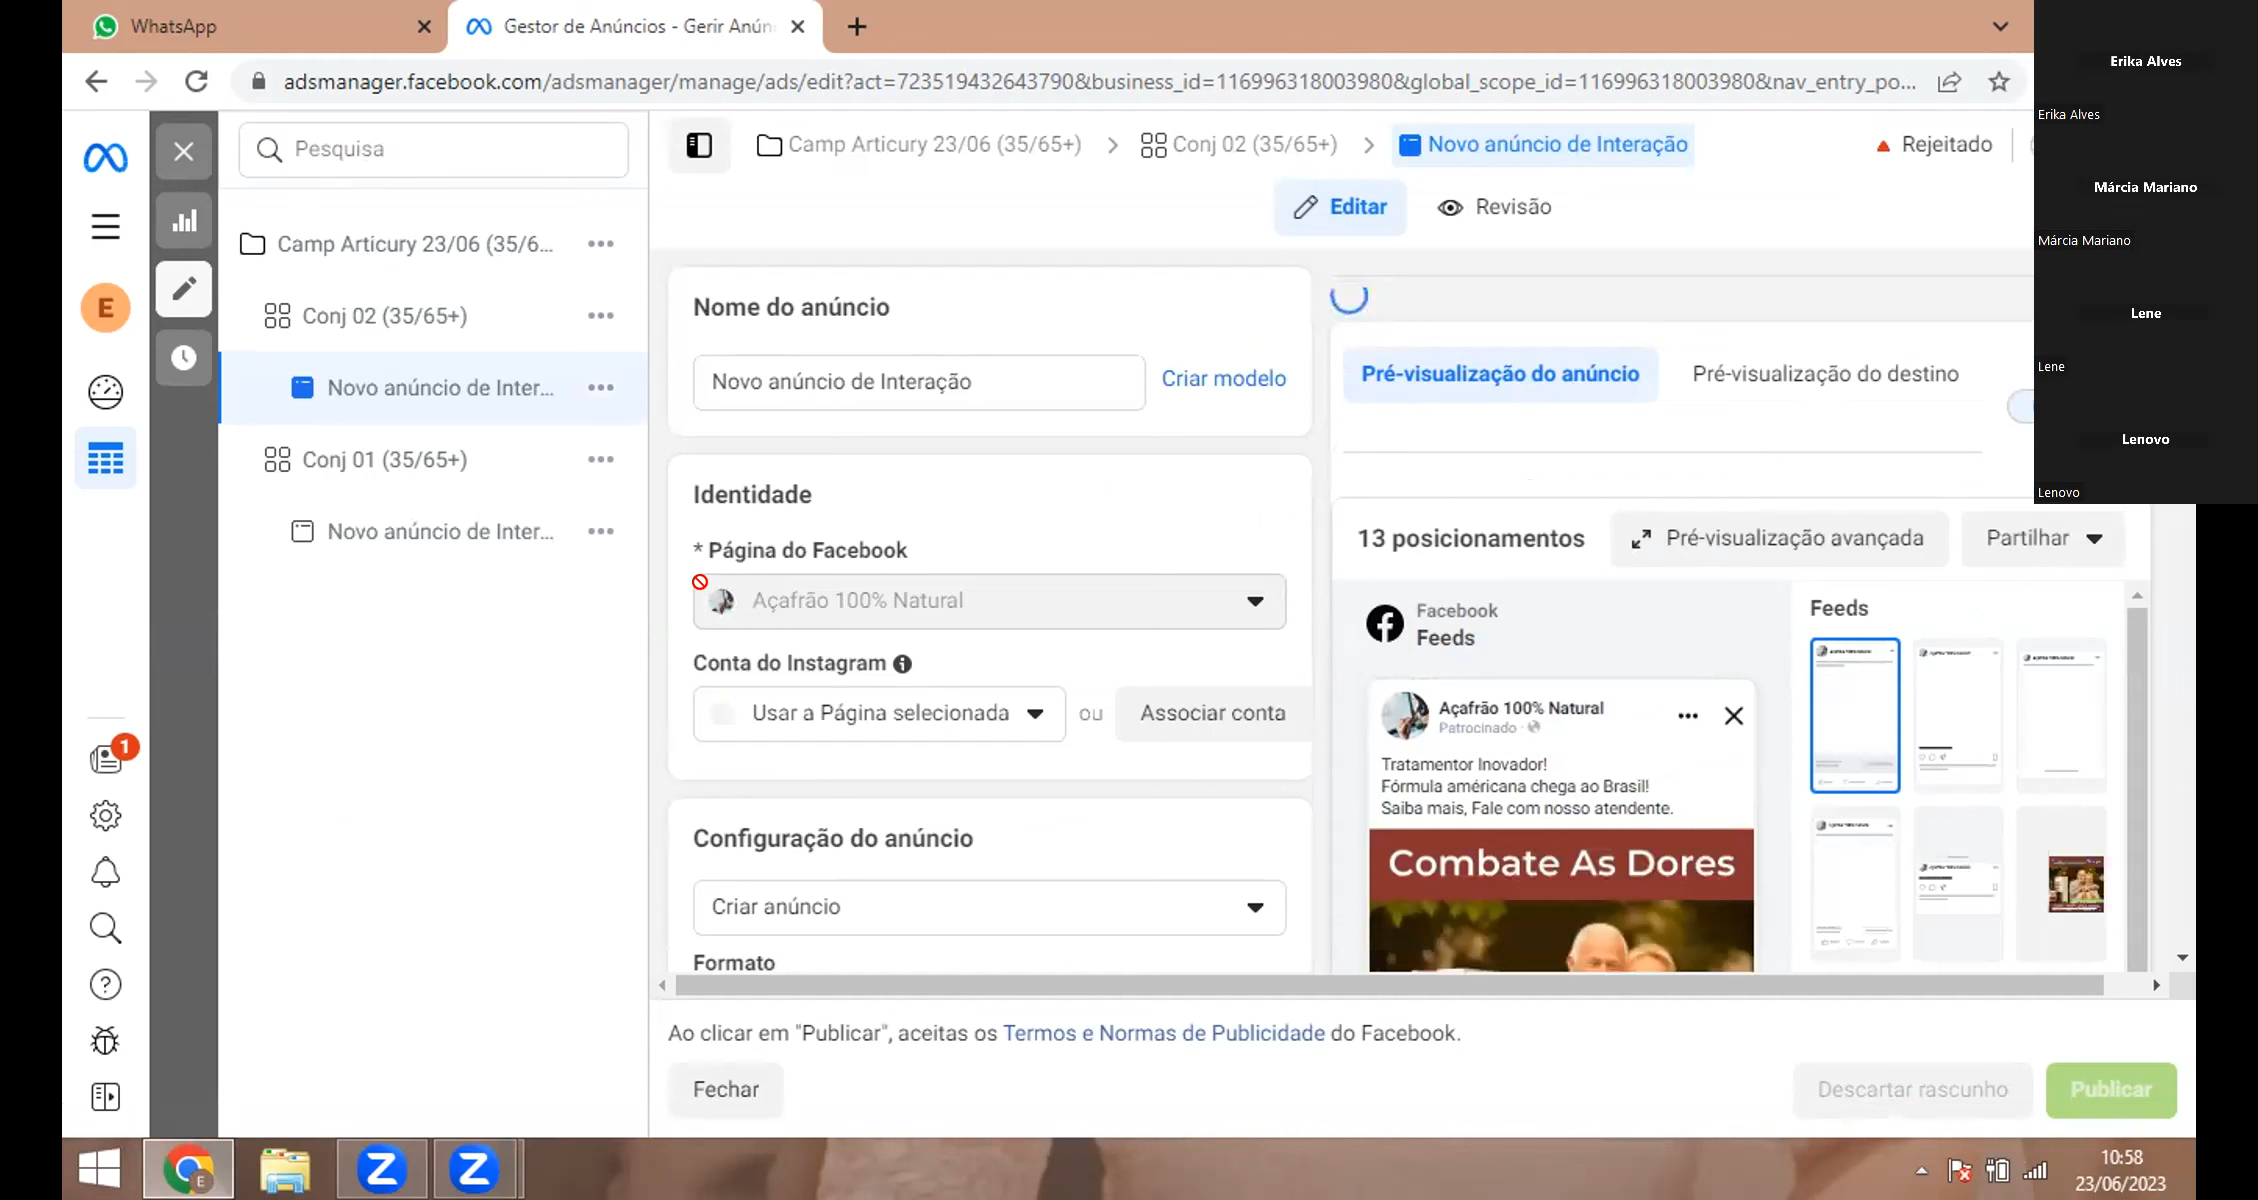 WhatsApp
Gestor de Anúncios - Gerir Anún
adsmanager.facebook.com/adsmanager/manage/ads/edit?act=723519432643790&business_id=116996318003980&global_scope_id=116996318003980&nav_entry_po...
Pesquisa
Camp Articury 23/06 (35/65+)
Conj 02 (35/65+)
Novo anúncio de Interação
Rejeitado
Editar
Revisão
Camp Articury 23/06 (35/6...
Conj 02 (35/65+)
Novo anúncio de Inter...
Conj 01 (35/65+)
Novo anúncio de Inter...
E
1
Nome do anúncio
Novo anúncio de Interação
Criar modelo
Identidade
* Página do Facebook
Açafrão 100% Natural
Conta do Instagram
Usar a Página selecionada
ou
Associar conta
Configuração do anúncio
Criar anúncio
Formato
Pré-visualização do anúncio
Pré-visualização do destino
13 posicionamentos
Pré-visualização avançada
Partilhar
Facebook
Feeds
Açafrão 100% Natural
Patrocinado
Tratamentor Inovador!
Fórmula américana chega ao Brasil!
Saiba mais, Fale com nosso atendente.
Combate As Dores
Feeds
Ao clicar em "Publicar", aceitas os Termos e Normas de Publicidade do Facebook.
Fechar
Descartar rascunho
Publicar
Erika Alves
Erika Alves
Márcia Mariano
Márcia Mariano
Lene
Lene
Lenovo
Lenovo
E
10:58
23/06/2023